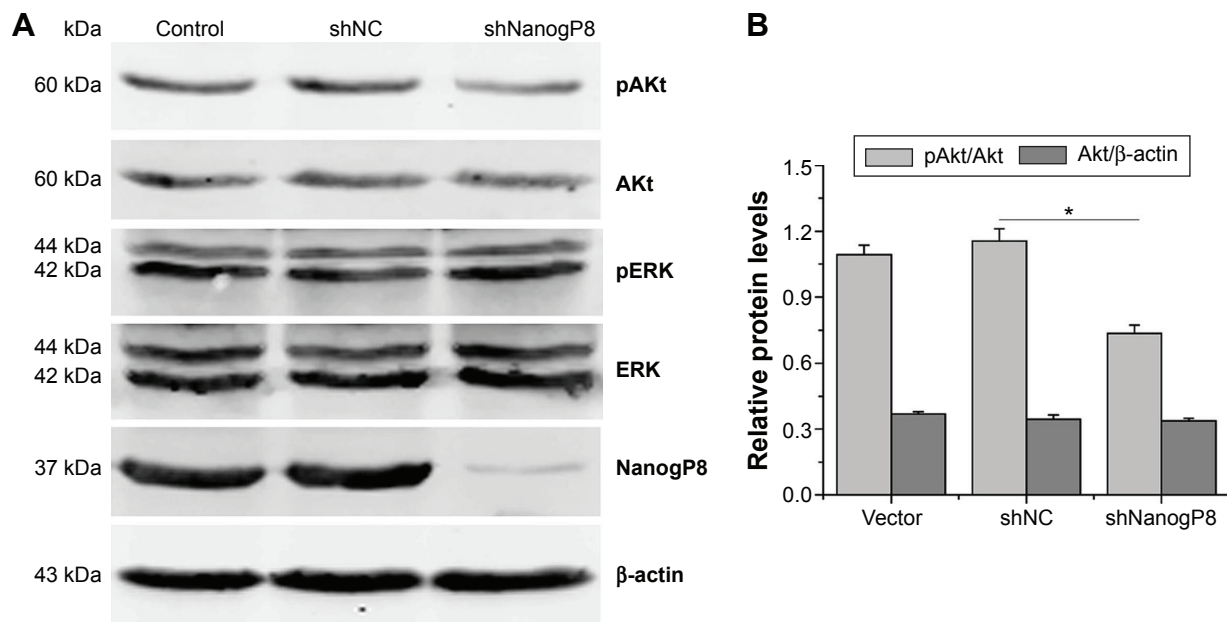 A
kDa Control shNC shNanogP8
60 kDa pAKt
60 kDa AKt
44 kDa
42 kDa pERK
44 kDa
42 kDa ERK
37 kDa NanogP8
43 kDa β-actin
B
pAkt/Akt Akt/β-actin
Relative protein levels
1.5
1.2
0.9
0.6
0.3
0.0
*
Vector shNC shNanogP8